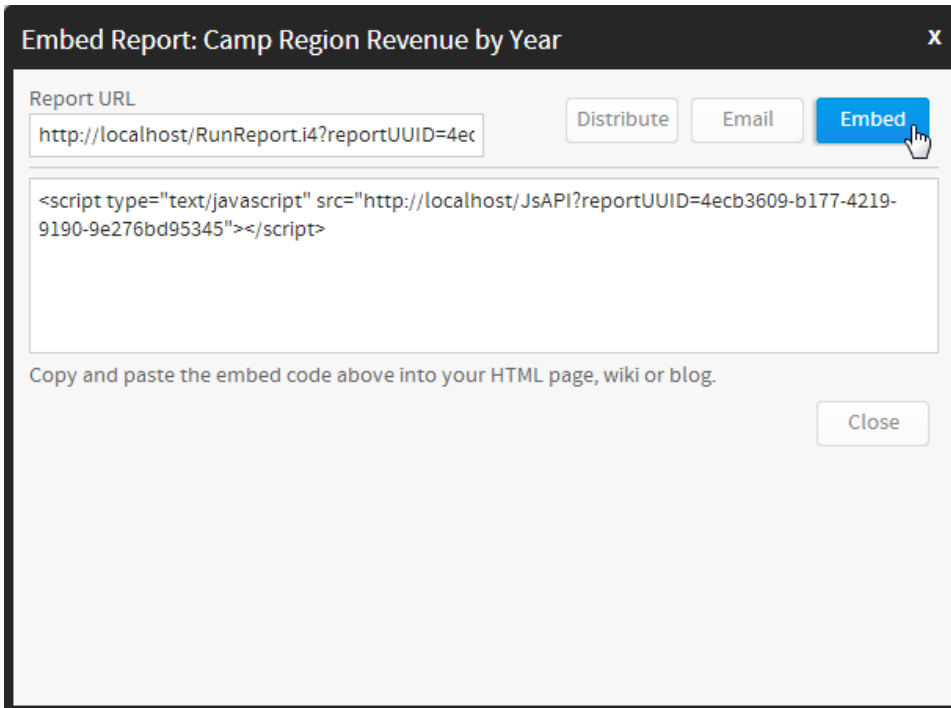 Embed Report: Camp Region Revenue by Year
x
Report URL
http://localhost/RunReport.i4?reportUUID=4ec
Distribute
Email
Embed
<script type="text/javascript" src="http://localhost/JsAPI?reportUUID=4ecb3609-b177-4219-
9190-9e276bd95345"></script>
Copy and paste the embed code above into your HTML page, wiki or blog.
Close